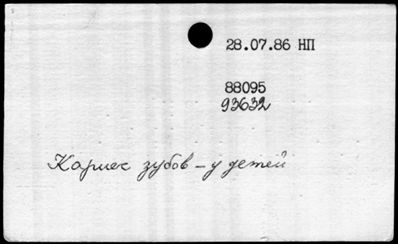 28.07.86 НП
88095
93632
Кариес зубов – у детей